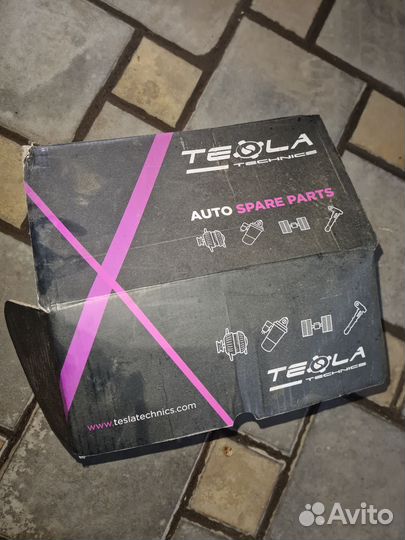 TESLA
TECHNICS
AUTO SPARE PARTS
TESLA
TECHNICS
www.teslatechnics.com
Avito